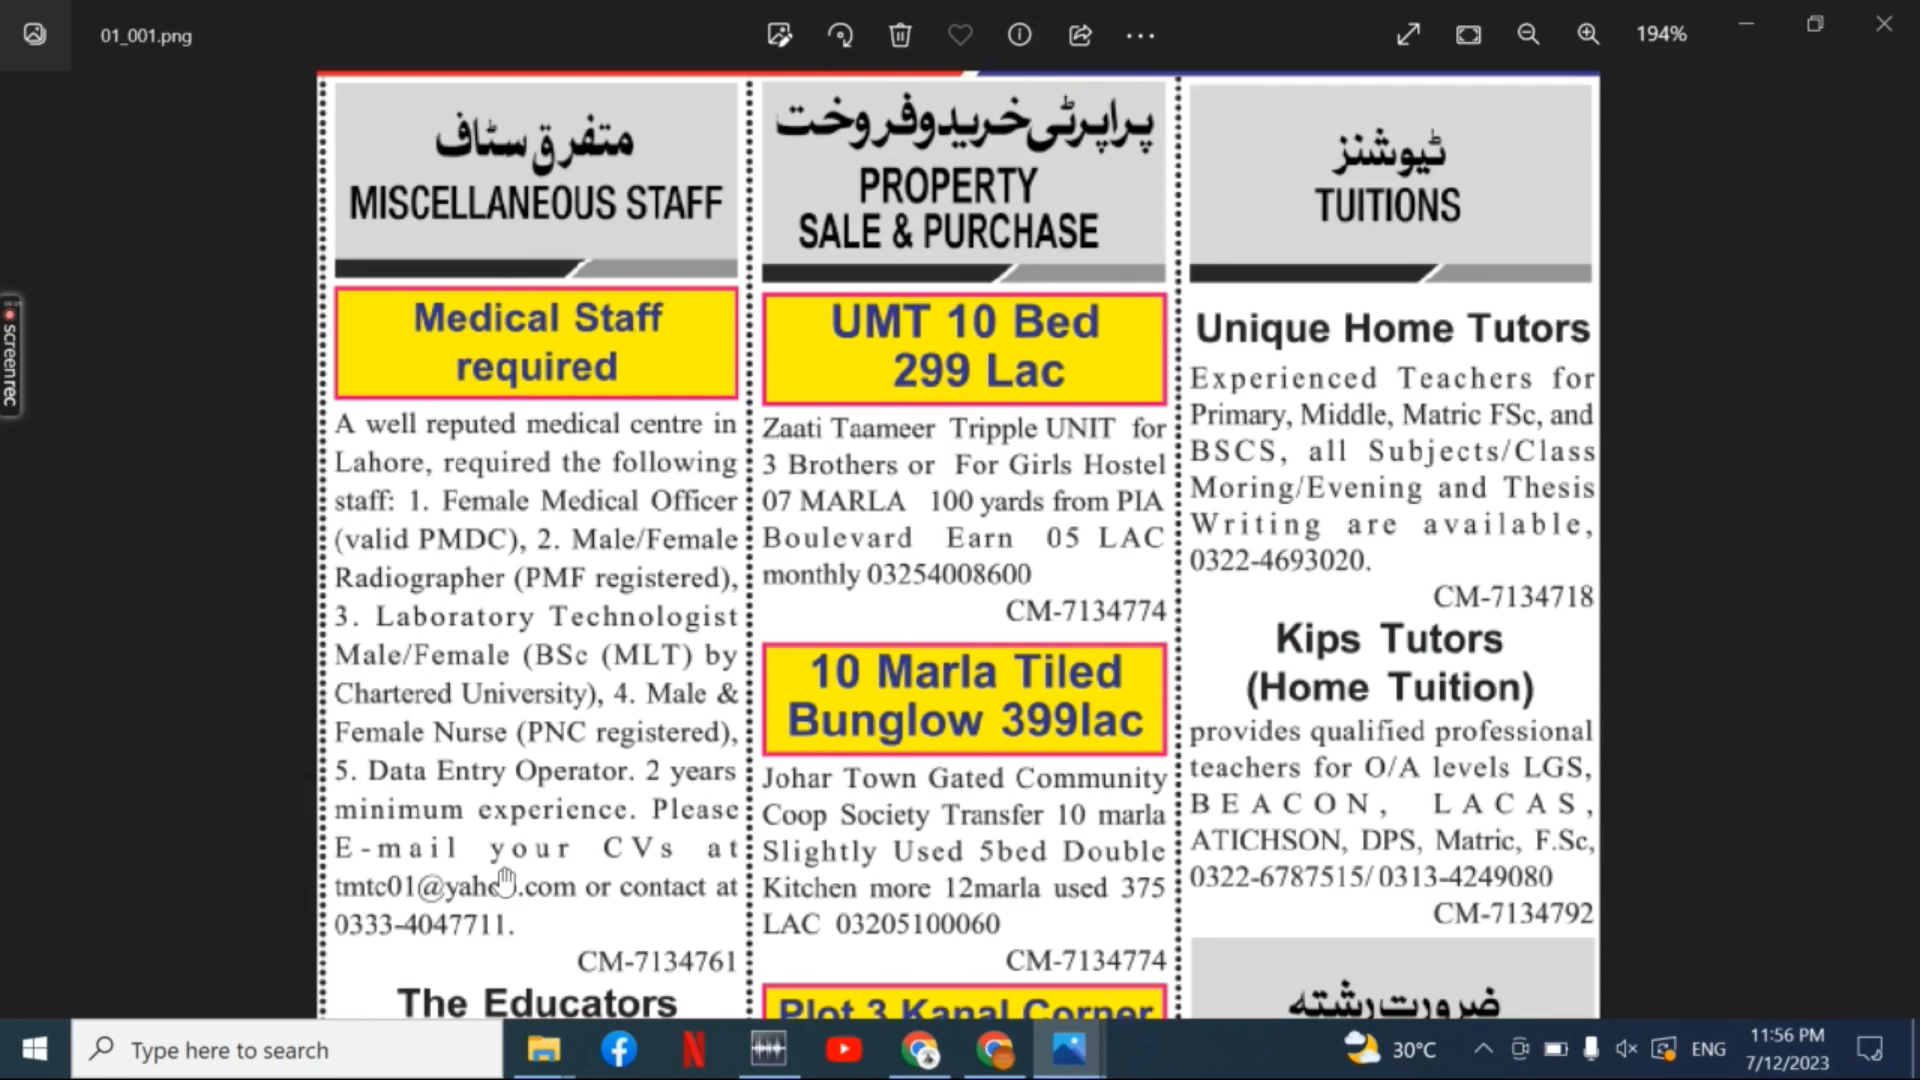 01_001.png
194%
screenrec
متفرق سٹاف
MISCELLANEOUS STAFF
Medical Staff
required
A well reputed medical centre in
Lahore, required the following
staff: 1. Female Medical Officer
(valid PMDC), 2. Male/Female
Radiographer (PMF registered),
3. Laboratory Technologist
Male/Female (BSc (MLT) by
Chartered University), 4. Male &
Female Nurse (PNC registered),
5. Data Entry Operator. 2 years
minimum experience. Please
E-mail your CVs at
tmtc01@yahoo.com or contact at
0333-4047711.
CM-7134761
The Educators
پراپرٹی خریدوفروخت
PROPERTY
SALE & PURCHASE
UMT 10 Bed
299 Lac
Zaati Taameer Tripple UNIT for
3 Brothers or For Girls Hostel
07 MARLA 100 yards from PIA
Boulevard Earn 05 LAC
monthly 03254008600
CM-7134774
10 Marla Tiled
Bunglow 399lac
Johar Town Gated Community
Coop Society Transfer 10 marla
Slightly Used 5bed Double
Kitchen more 12marla used 375
LAC 03205100060
CM-7134774
Plot 3 Kanal Corner
ٹیوشنز
TUITIONS
Unique Home Tutors
Experienced Teachers for
Primary, Middle, Matric FSc, and
BSCS, all Subjects/Class
Moring/Evening and Thesis
Writing are available,
0322-4693020.
CM-7134718
Kips Tutors
(Home Tuition)
provides qualified professional
teachers for O/A levels LGS,
BEACON, LACAS,
ATICHSON, DPS, Matric, F.Sc,
0322-6787515/ 0313-4249080
CM-7134792
ضرورت رشتہ
Type here to search
30°C
ENG
11:56 PM
7/12/2023